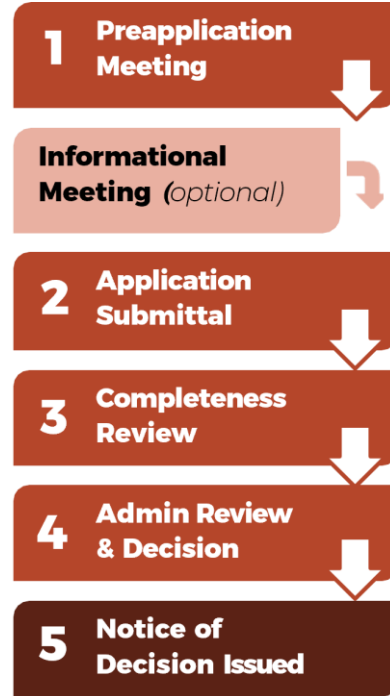 1
Preapplication
Meeting
Informational
Meeting (optional)
2
Application
Submittal
3
Completeness
Review
4
Admin Review
& Decision
5
Notice of
Decision Issued